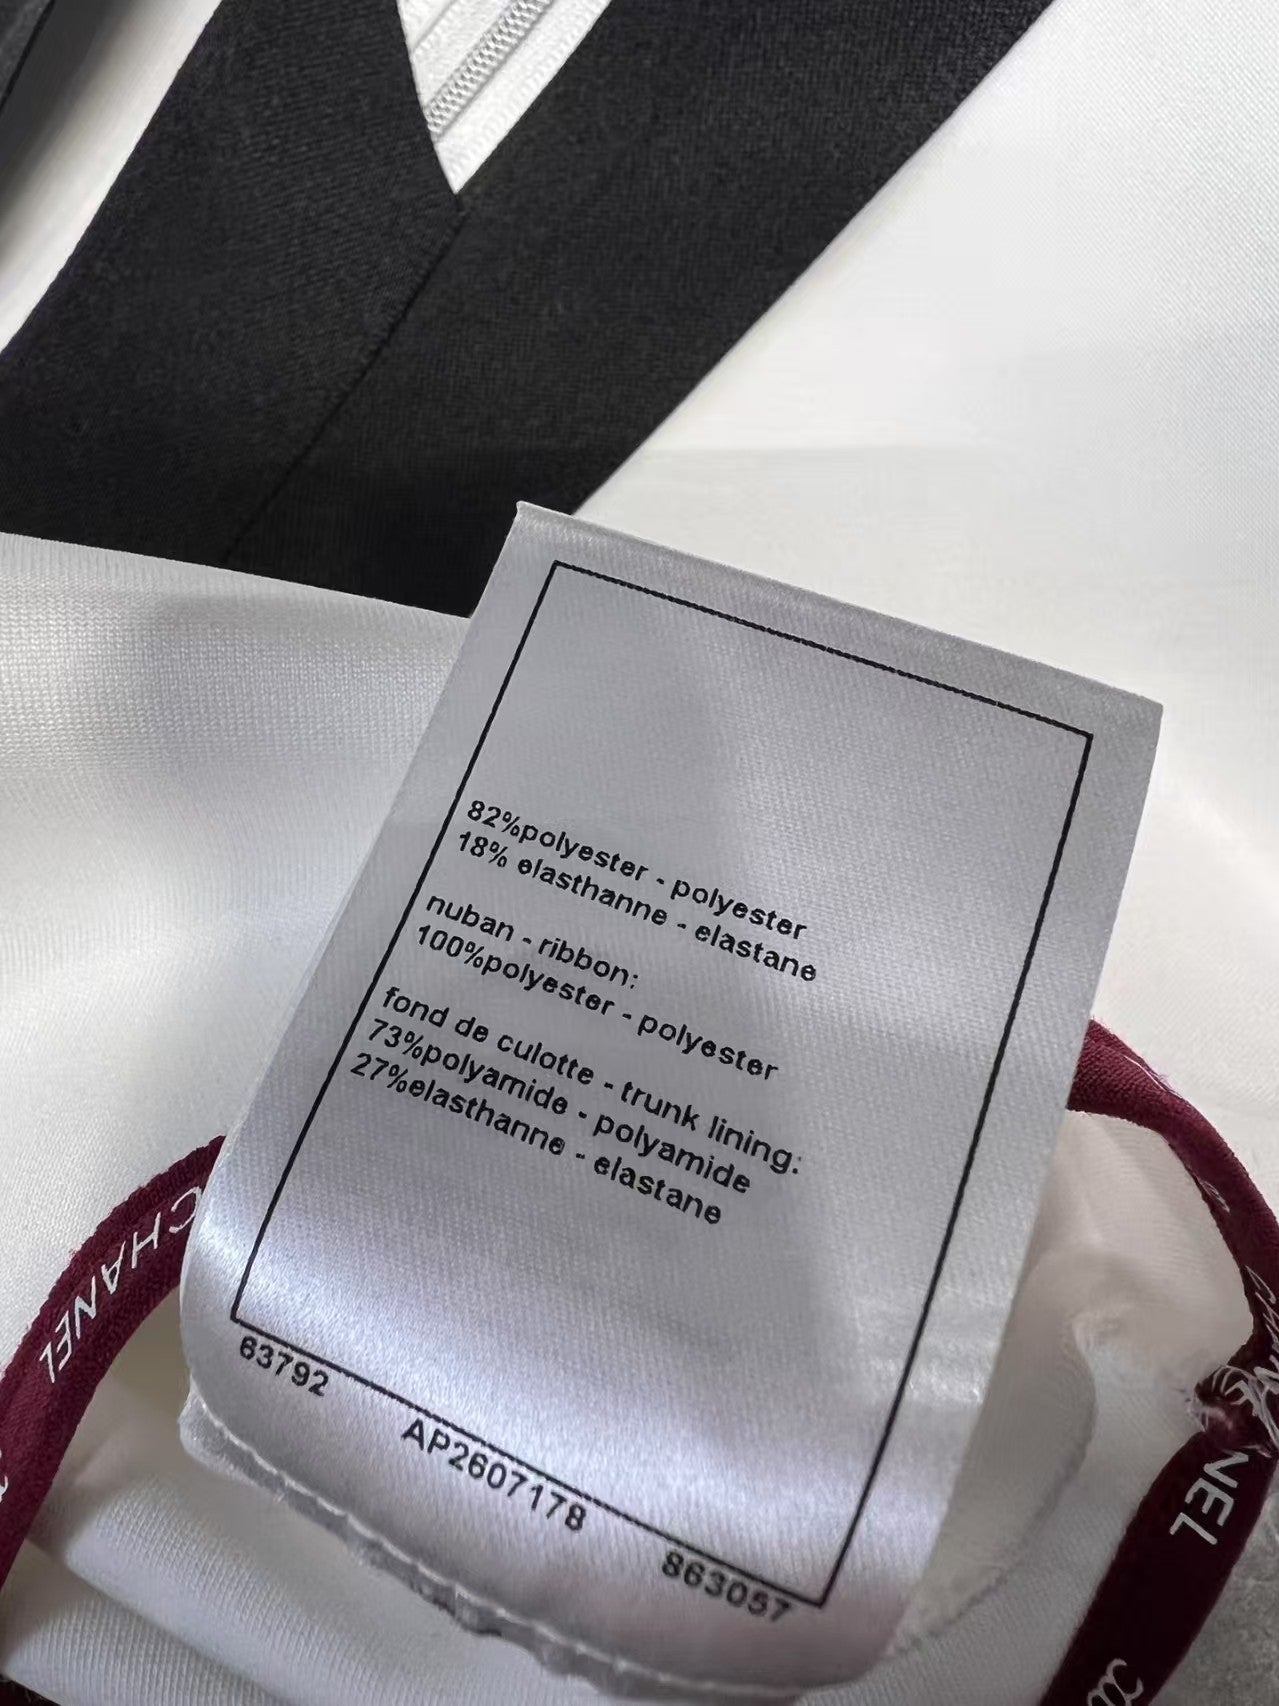 82%polyester - polyester
18% elasthanne - elastane
nuban - ribbon:
100%polyester - polyester
fond de culotte - trunk lining:
73%polyamide - polyamide
27%elasthanne - elastane
63792
AP2607178
863057
CHANEL
NEL